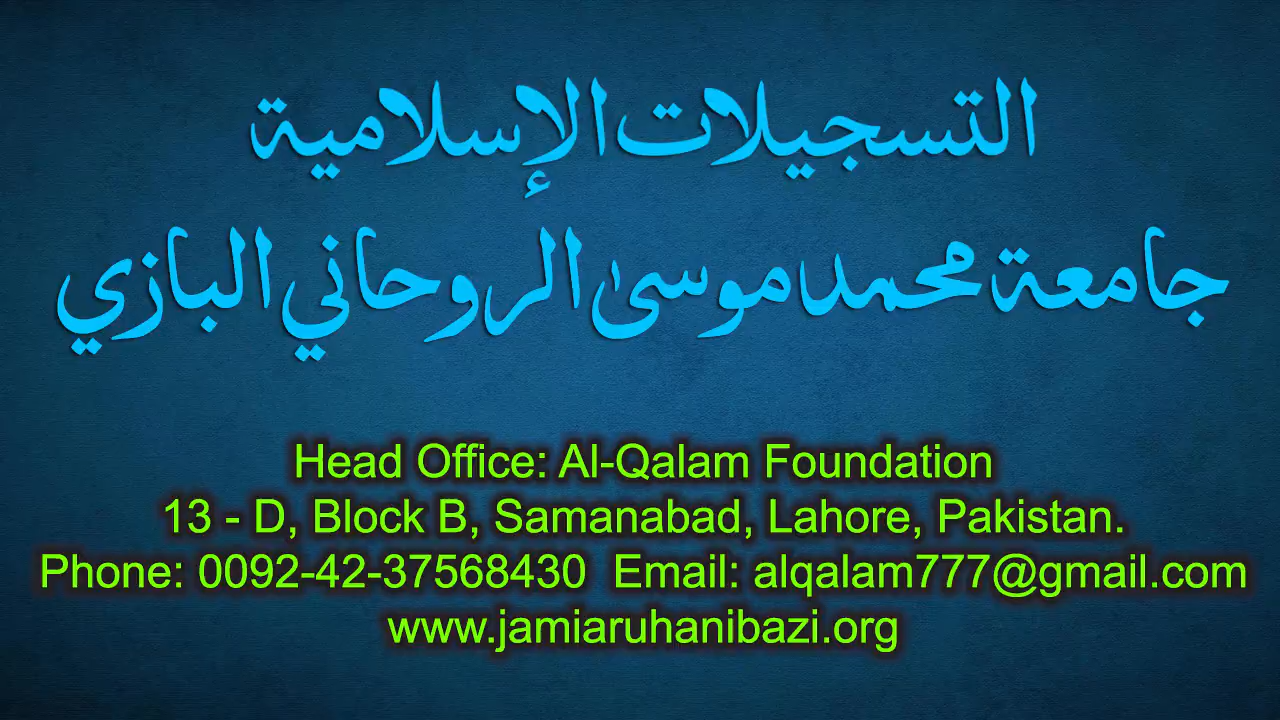 التسجيلات الإسلامية
جامعة محمد موسىٰ الروحاني البازي
Head Office: Al-Qalam Foundation
13 - D, Block B, Samanabad, Lahore, Pakistan.
Phone: 0092-42-37568430  Email: alqalam777@gmail.com
www.jamiaruhanibazi.org